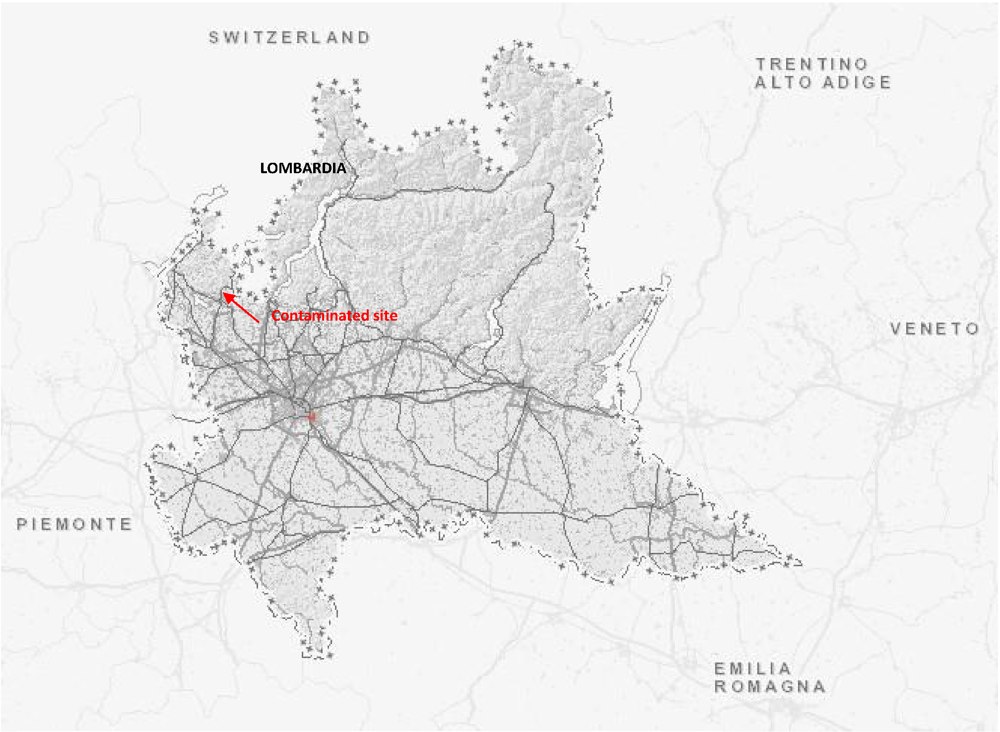 SWITZERLAND
TRENTINO
ALTO ADIGE
LOMBARDIA
Contaminated site
VENETO
PIEMONTE
EMILIA
ROMAGNA